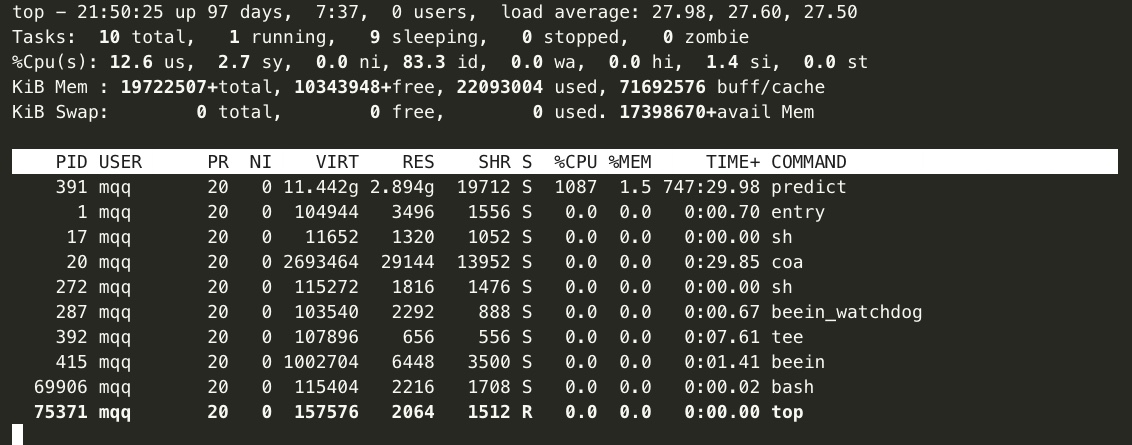 top - 21:50:25 up 97 days,  7:37,  0 users,  load average: 27.98, 27.60, 27.50
Tasks:  10 total,   1 running,   9 sleeping,   0 stopped,   0 zombie
%Cpu(s): 12.6 us,  2.7 sy,  0.0 ni, 83.3 id,  0.0 wa,  0.0 hi,  1.4 si,  0.0 st
KiB Mem : 19722507+total, 10343948+free, 22093004 used, 71692576 buff/cache
KiB Swap:        0 total,        0 free,        0 used. 17398670+avail Mem
    PID USER      PR  NI    VIRT    RES    SHR S  %CPU %MEM     TIME+ COMMAND
    391 mqq       20   0 11.442g 2.894g  19712 S  1087  1.5 747:29.98 predict
      1 mqq       20   0  104944   3496   1556 S   0.0  0.0   0:00.70 entry
     17 mqq       20   0   11652   1320   1052 S   0.0  0.0   0:00.00 sh
     20 mqq       20   0 2693464  29144  13952 S   0.0  0.0   0:29.85 coa
    272 mqq       20   0  115272   1816   1476 S   0.0  0.0   0:00.00 sh
    287 mqq       20   0  103540   2292    888 S   0.0  0.0   0:00.67 beein_watchdog
    392 mqq       20   0  107896    656    556 S   0.0  0.0   0:07.61 tee
    415 mqq       20   0 1002704   6448   3500 S   0.0  0.0   0:01.41 beein
  69906 mqq       20   0  115404   2216   1708 S   0.0  0.0   0:00.02 bash
  75371 mqq       20   0  157576   2064   1512 R   0.0  0.0   0:00.00 top